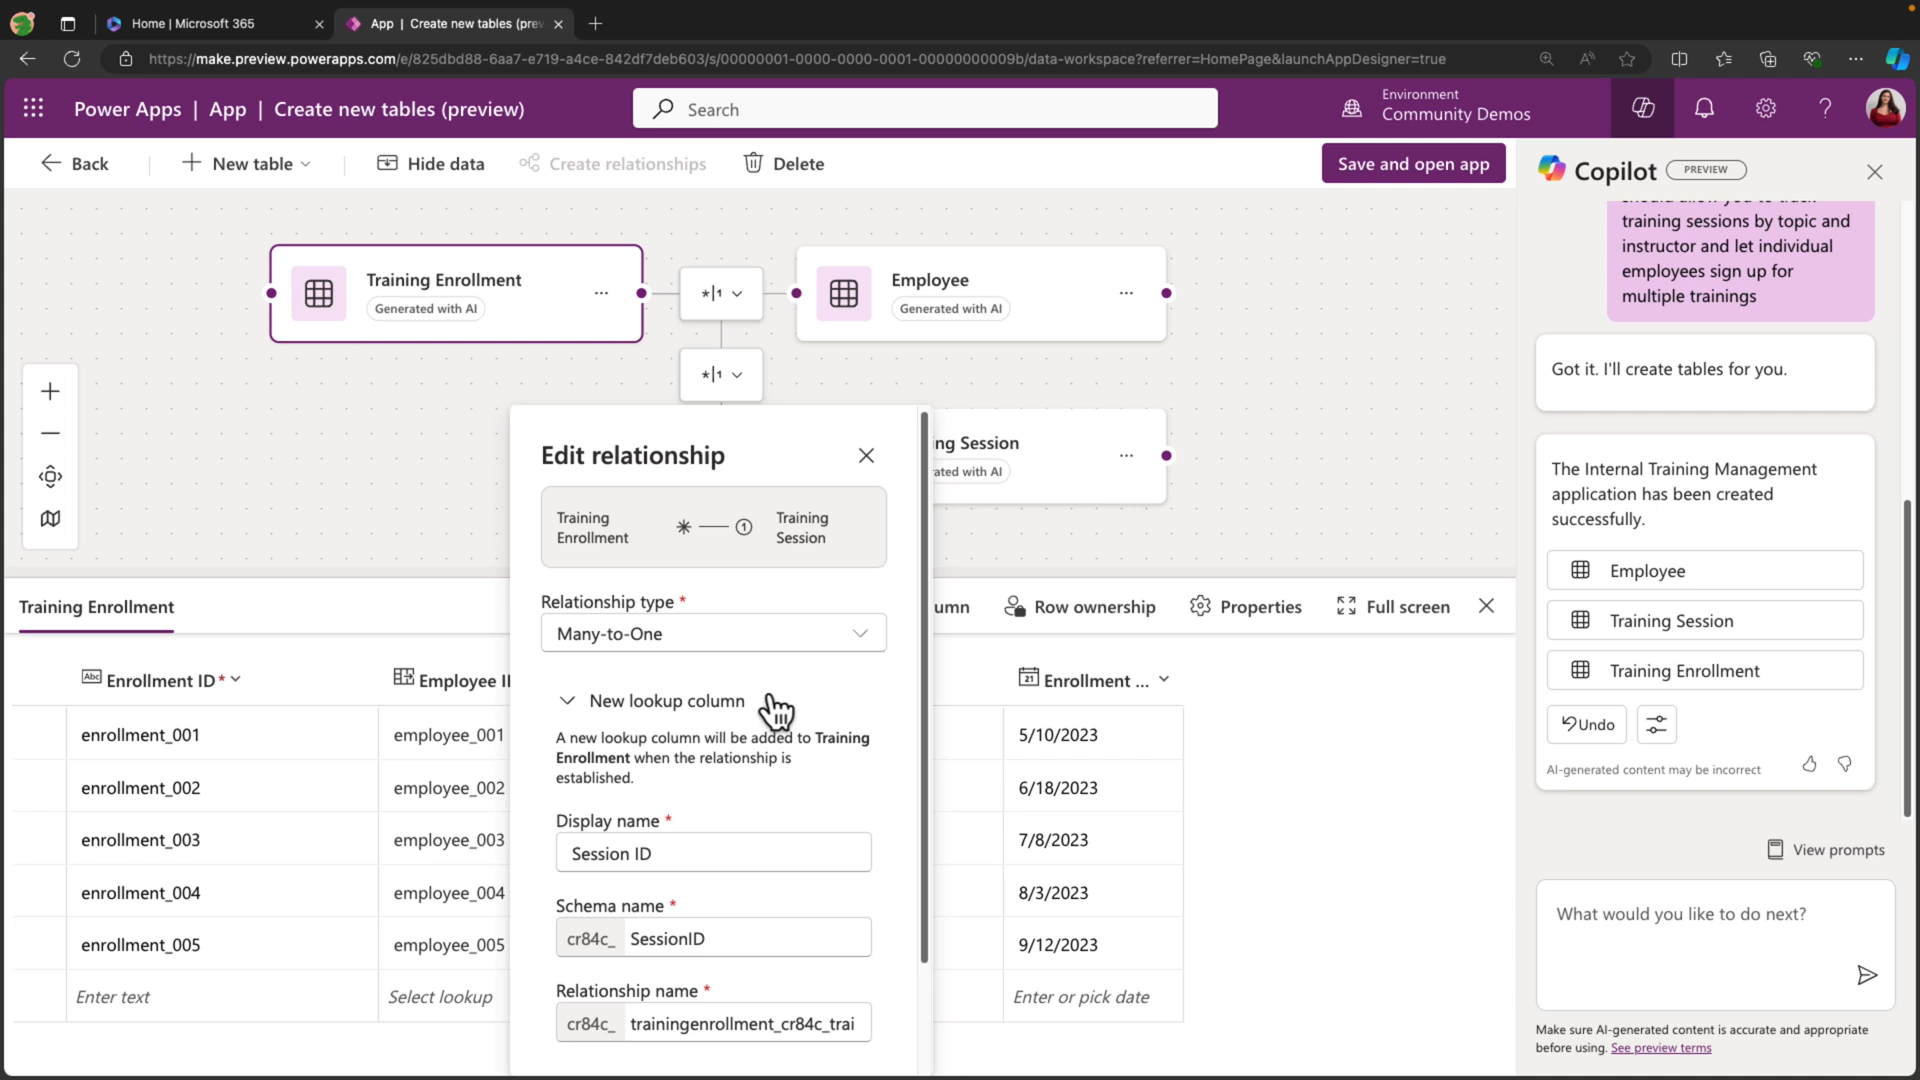 Home | Microsoft 365
App | Create new tables (prev
https://make.preview.powerapps.com/e/825dbd88-6aa7-e719-a4ce-842df7deb603/s/00000001-0000-0000-0001-00000000009b/data-workspace?referrer=HomePage&launchAppDesigner=true
Power Apps | App | Create new tables (preview)
Search
Environment
Community Demos
Back
New table
Hide data
Create relationships
Delete
Save and open app
Training Enrollment
Generated with AI
*|1
Employee
Generated with AI
*|1
ing Session
rated with AI
Edit relationship
Training
Enrollment
1
Training
Session
Relationship type *
Many-to-One
New lookup column
A new lookup column will be added to Training
Enrollment when the relationship is
established.
Display name *
Session ID
Schema name *
cr84c_ SessionID
Relationship name *
cr84c_ trainingenrollment_cr84c_trai
Training Enrollment
umn
Row ownership
Properties
Full screen
Abc Enrollment ID *
Employee I
21 Enrollment ...
enrollment_001 employee_001 5/10/2023
enrollment_002 employee_002 6/18/2023
enrollment_003 employee_003 7/8/2023
enrollment_004 employee_004 8/3/2023
enrollment_005 employee_005 9/12/2023
Enter text Select lookup Enter or pick date
Copilot PREVIEW
training sessions by topic and
instructor and let individual
employees sign up for
multiple trainings
Got it. I'll create tables for you.
The Internal Training Management
application has been created
successfully.
Employee
Training Session
Training Enrollment
Undo
AI-generated content may be incorrect
View prompts
What would you like to do next?
Make sure AI-generated content is accurate and appropriate
before using. See preview terms